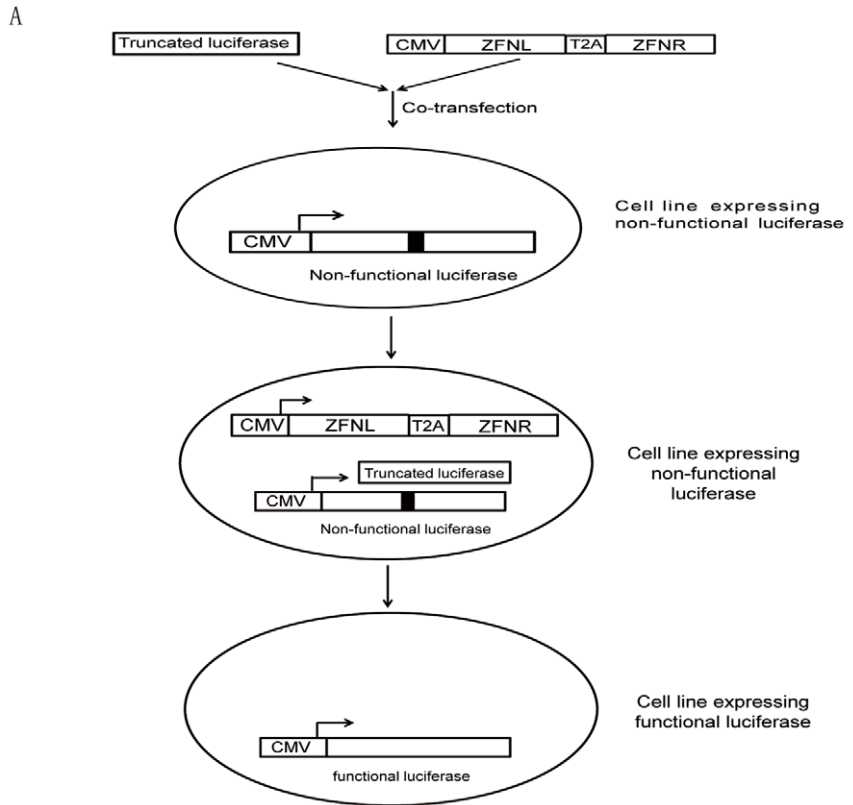 A
Truncated luciferase
CMV ZFNL T2A ZFNR
Co-transfection
CMV
Non-functional luciferase
Cell line expressing
non-functional luciferase
CMV ZFNL T2A ZFNR
Truncated luciferase
CMV
Non-functional luciferase
Cell line expressing
non-functional
luciferase
CMV
functional luciferase
Cell line expressing
functional luciferase